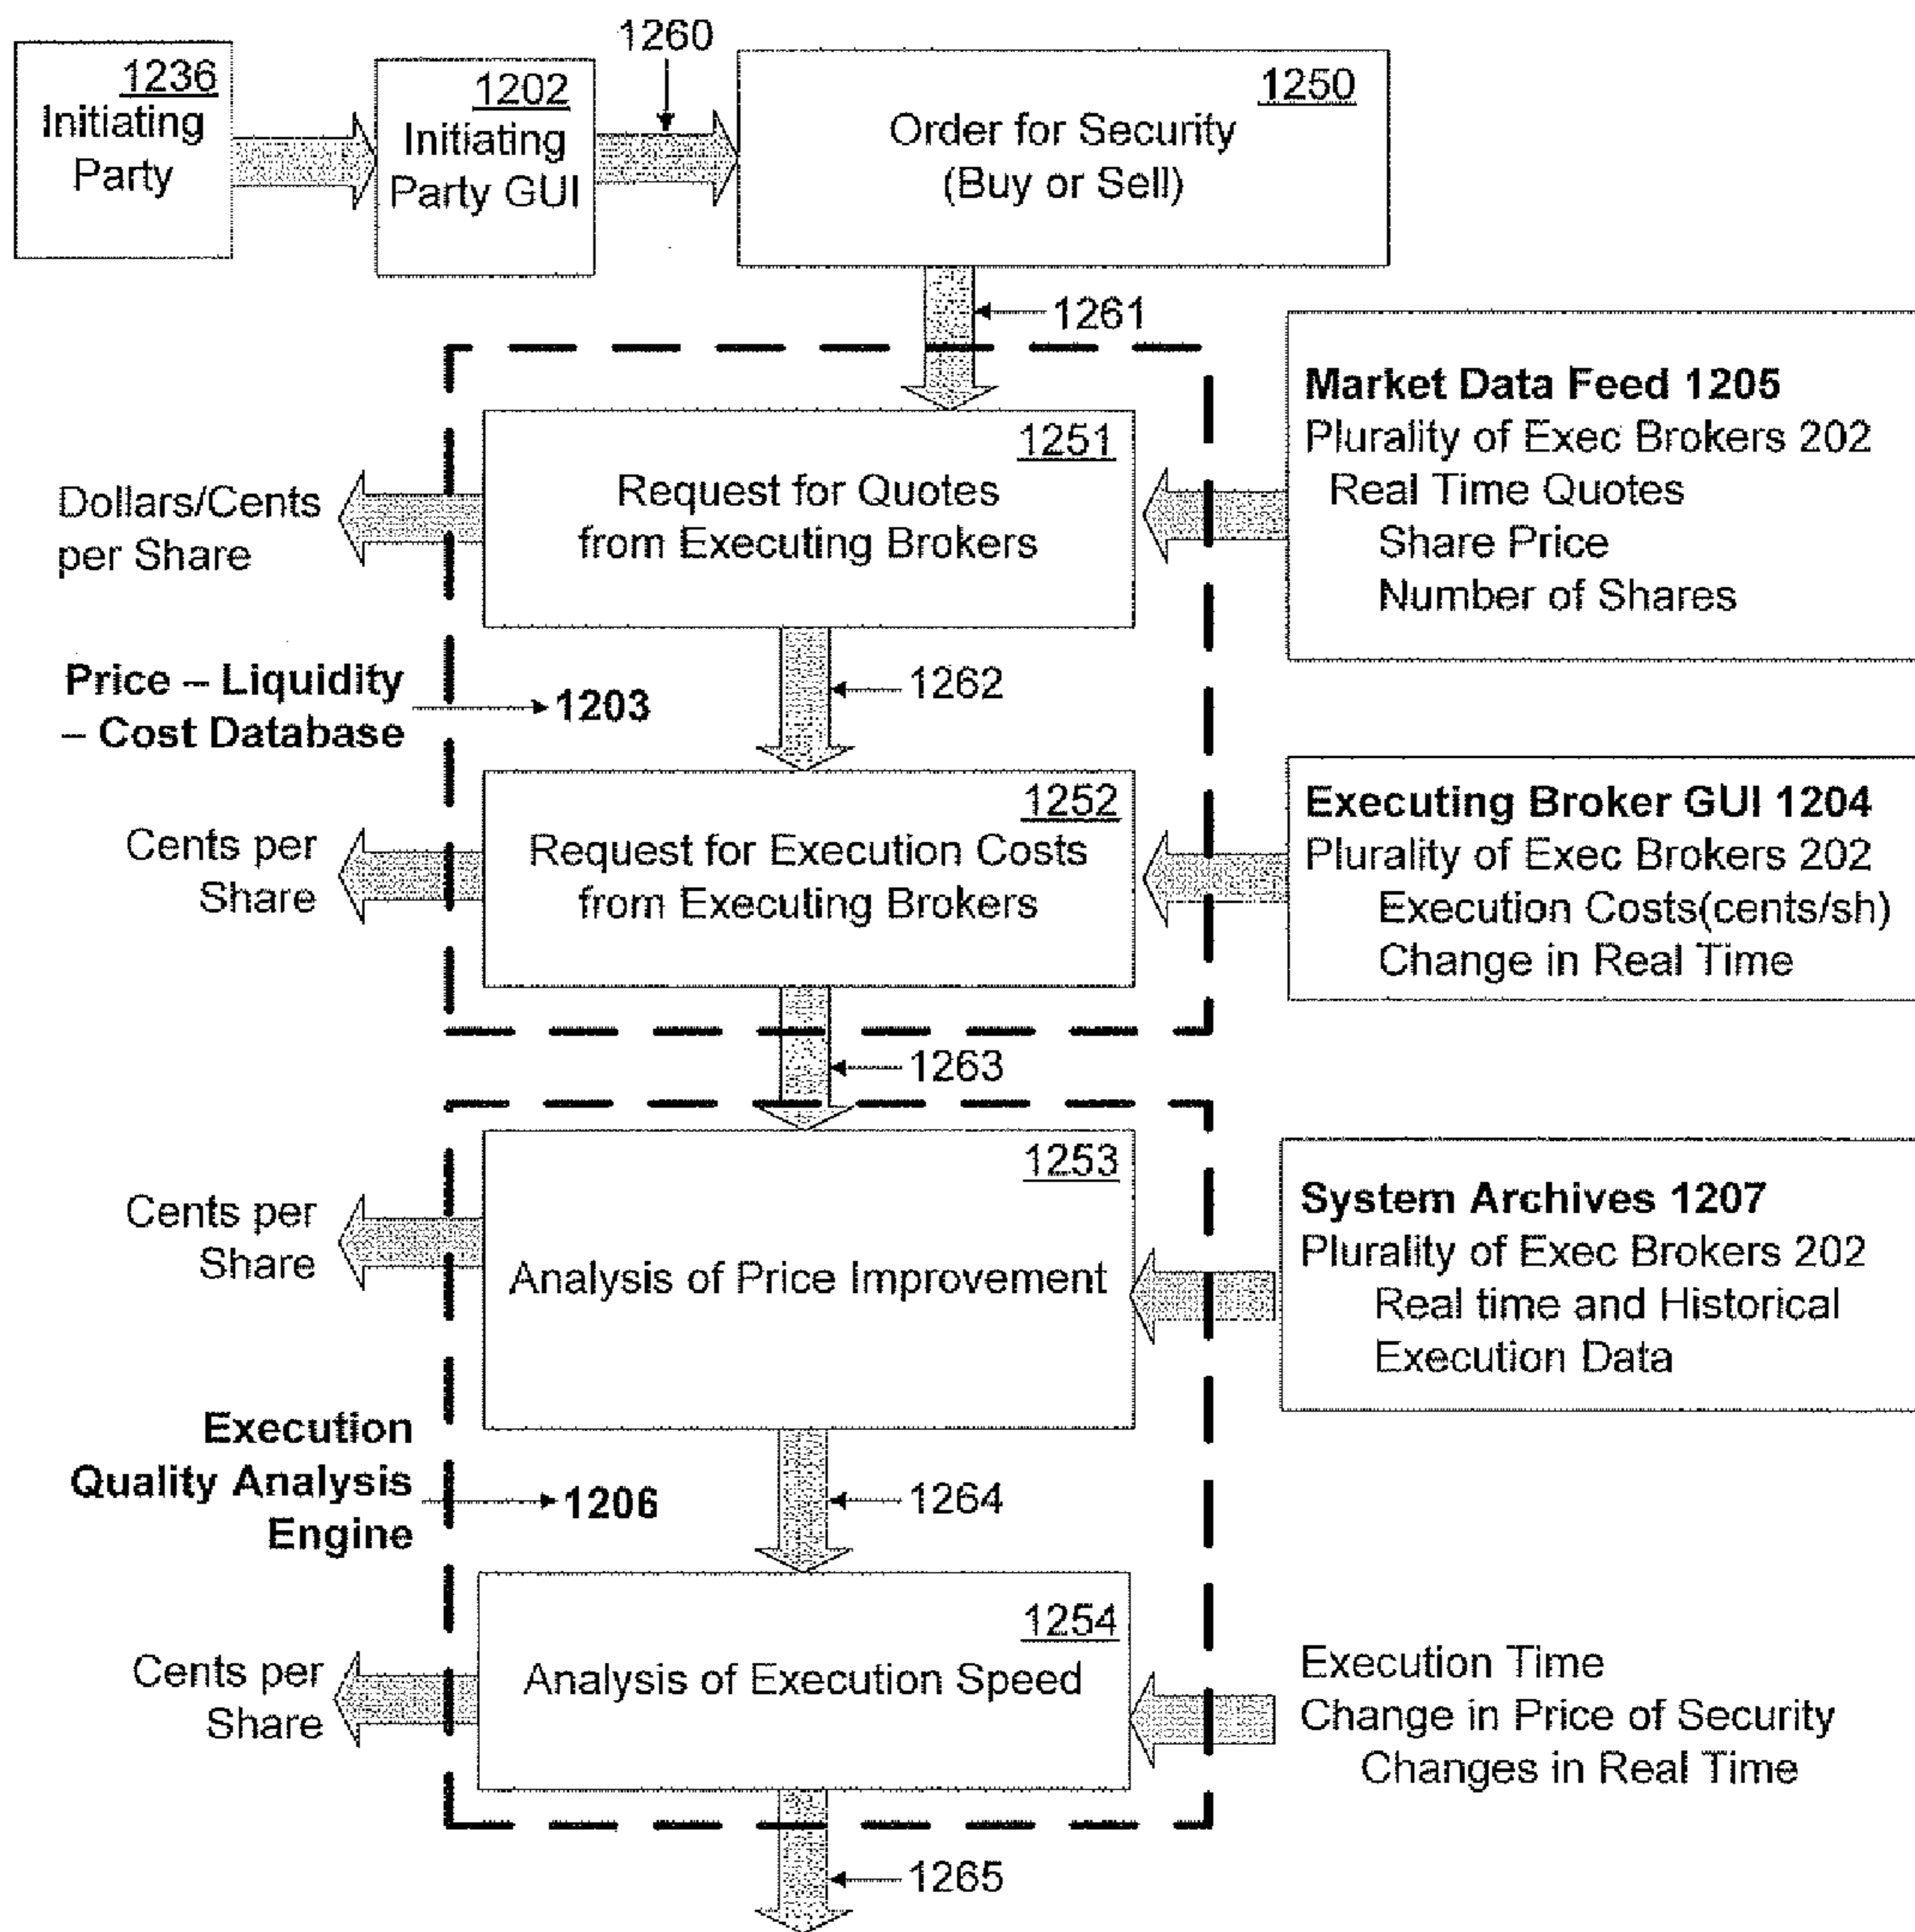 1236
Initiating
Party
1202
Initiating
Party GUI
1260
1250
Order for Security
(Buy or Sell)
1261
Market Data Feed 1205
Plurality of Exec Brokers 202
Real Time Quotes
Share Price
Number of Shares
1251
Request for Quotes
from Executing Brokers
Dollars/Cents
per Share
1262
Price – Liquidity
– Cost Database
1203
1252
Request for Execution Costs
from Executing Brokers
Cents per
Share
Executing Broker GUI 1204
Plurality of Exec Brokers 202
Execution Costs(cents/sh)
Change in Real Time
1263
1253
Analysis of Price Improvement
Cents per
Share
System Archives 1207
Plurality of Exec Brokers 202
Real time and Historical
Execution Data
Execution
Quality Analysis
Engine
1206
1264
1254
Analysis of Execution Speed
Cents per
Share
Execution Time
Change in Price of Security
Changes in Real Time
1265